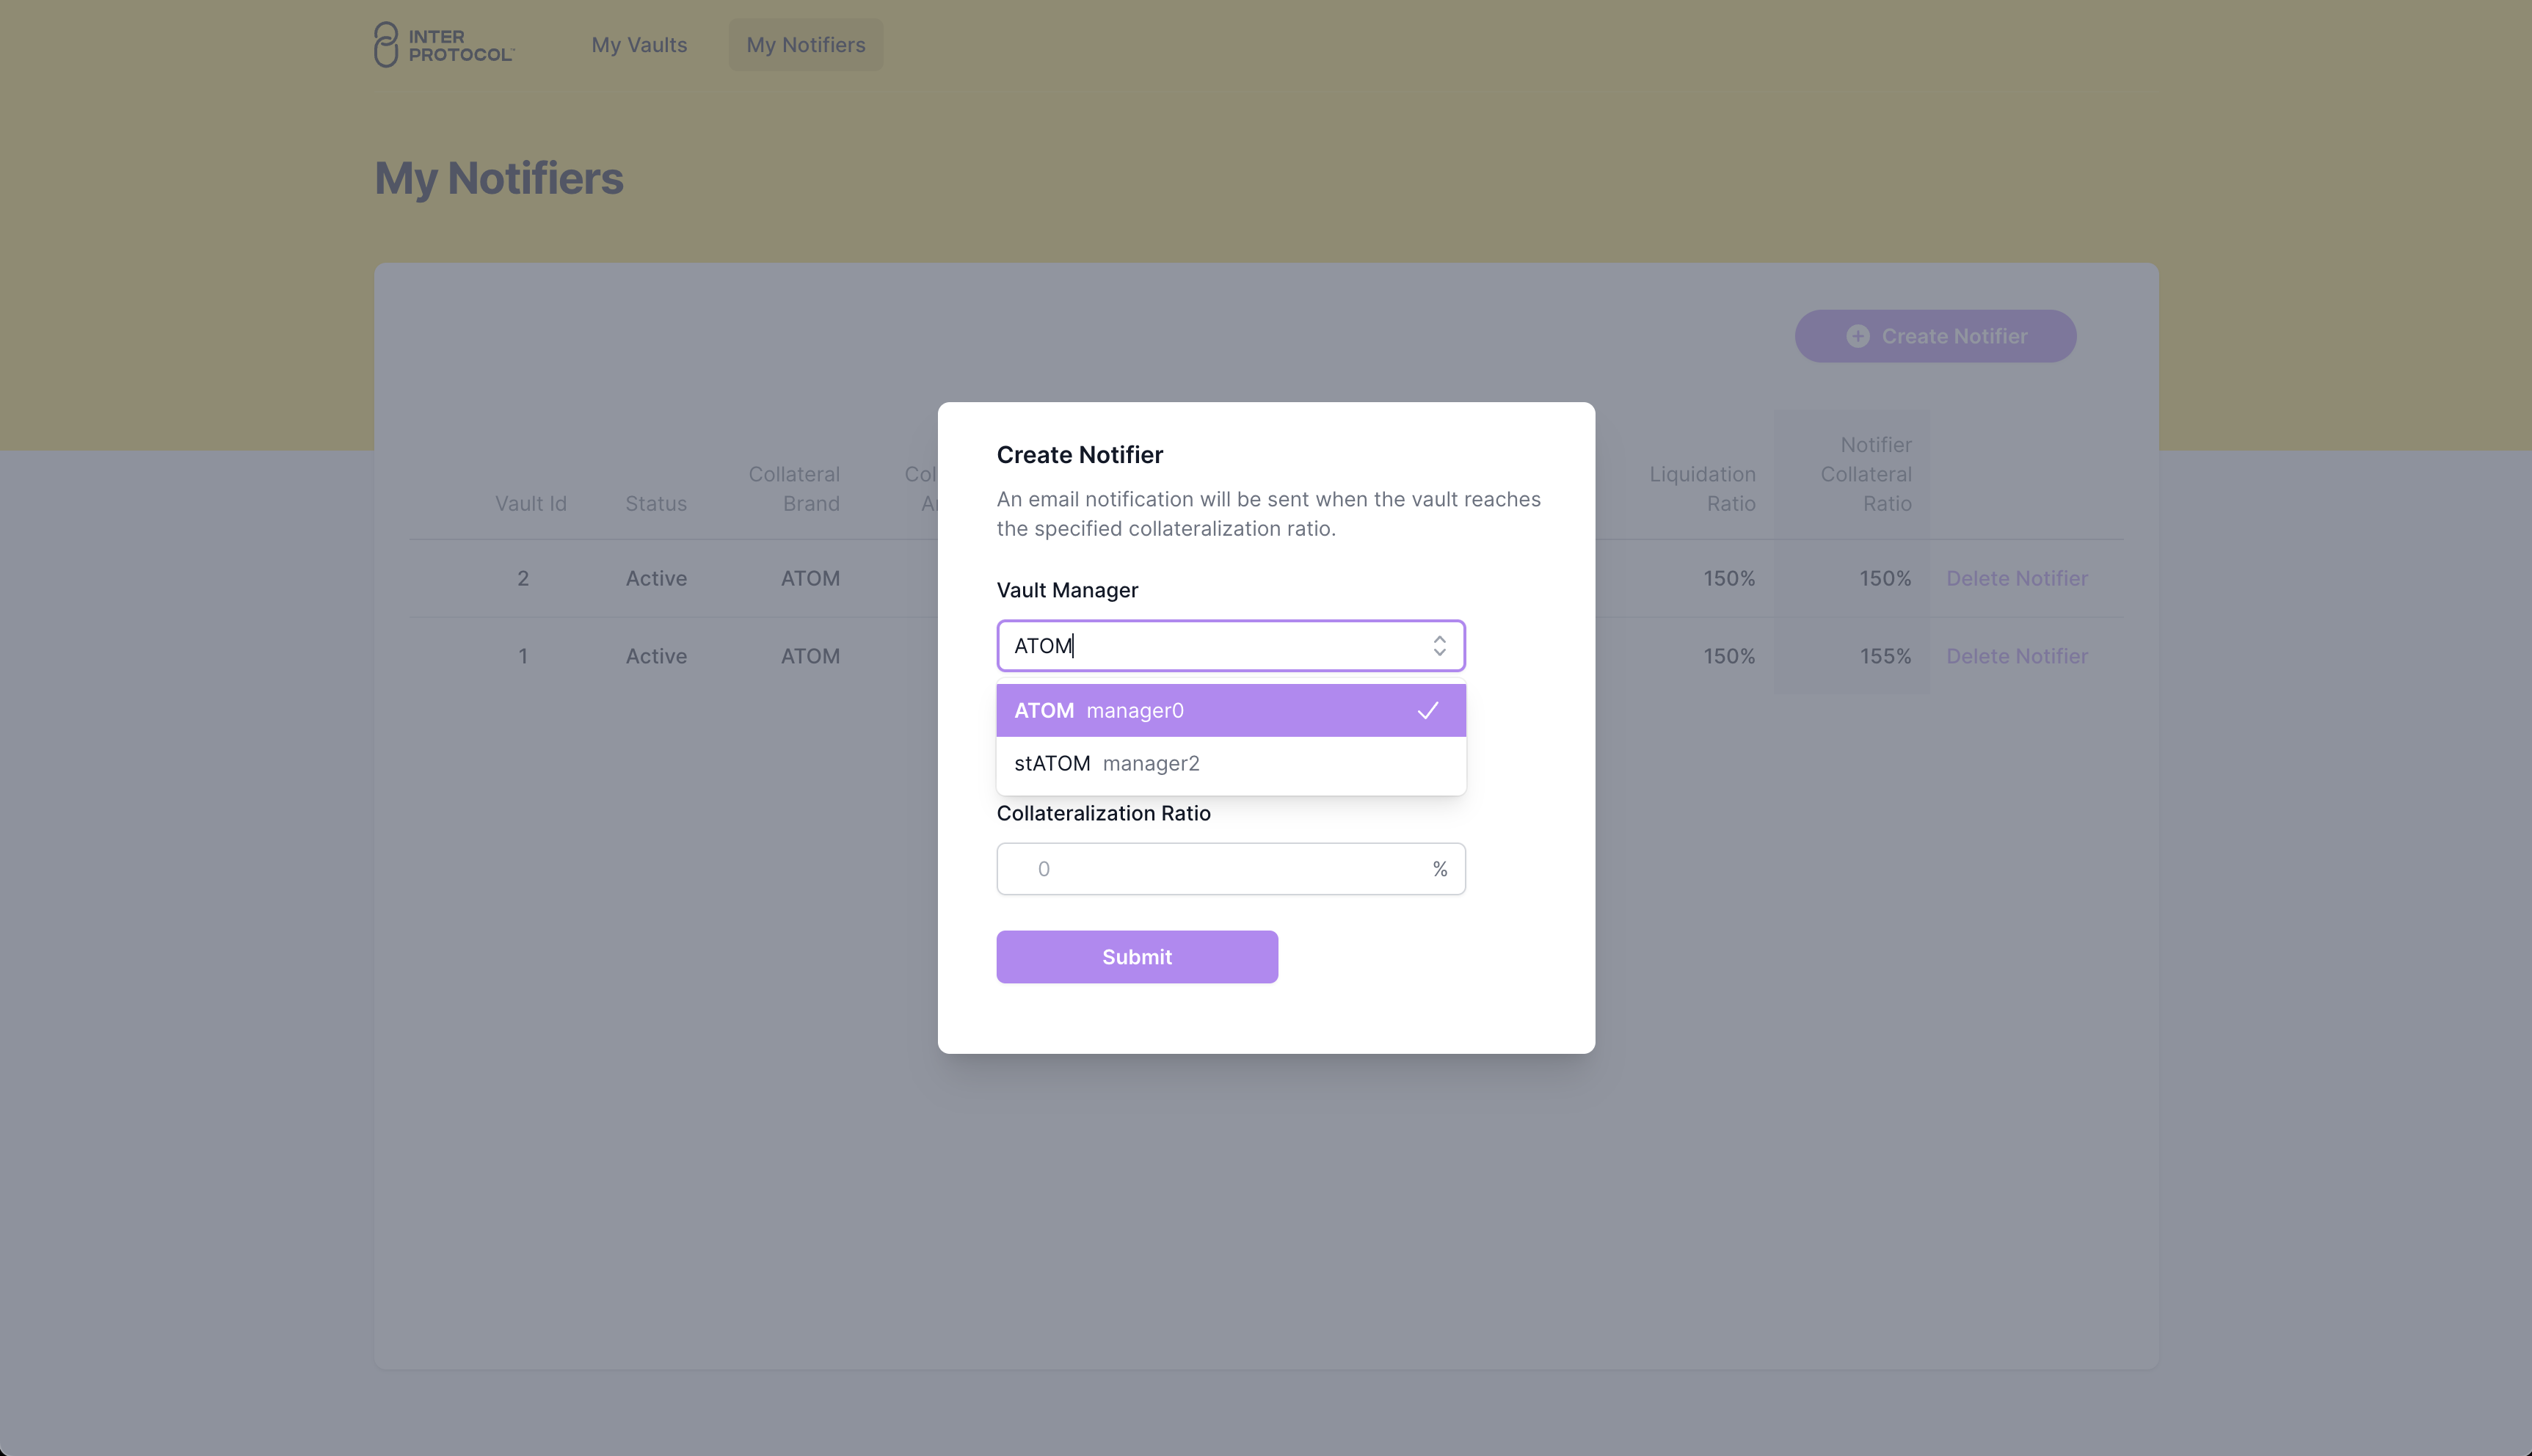 INTER
PROTOCOL™
My Vaults
My Notifiers
My Notifiers
Create Notifier
Vault Id
Status
Collateral
Brand
Liquidation
Ratio
Notifier
Collateral
Ratio
2 Active ATOM 150% 150% Delete Notifier
1 Active ATOM 150% 155% Delete Notifier
Create Notifier
An email notification will be sent when the vault reaches
the specified collateralization ratio.
Vault Manager
ATOM
ATOM manager0
stATOM manager2
Collateralization Ratio
0 %
Submit